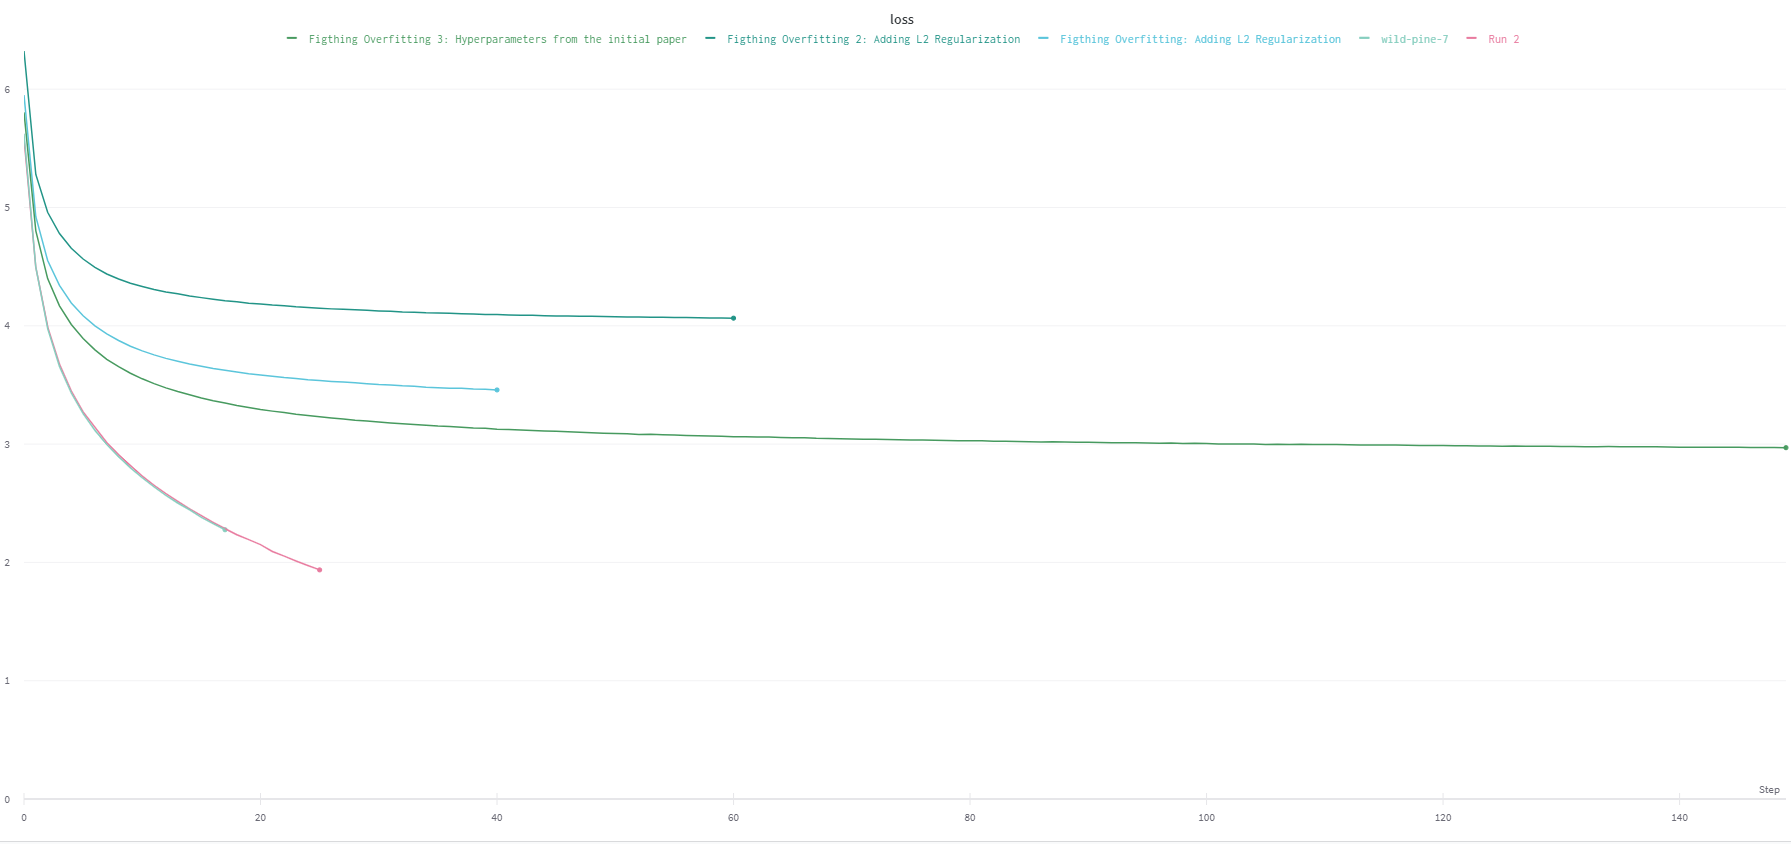 loss
Figthing Overfitting 3: Hyperparameters from the initial paper Figthing Overfitting 2: Adding L2 Regularization Figthing Overfitting: Adding L2 Regularization wild-pine-7 Run 2
6
5
4
3
2
1
0
Step
0 20 40 60 80 100 120 140